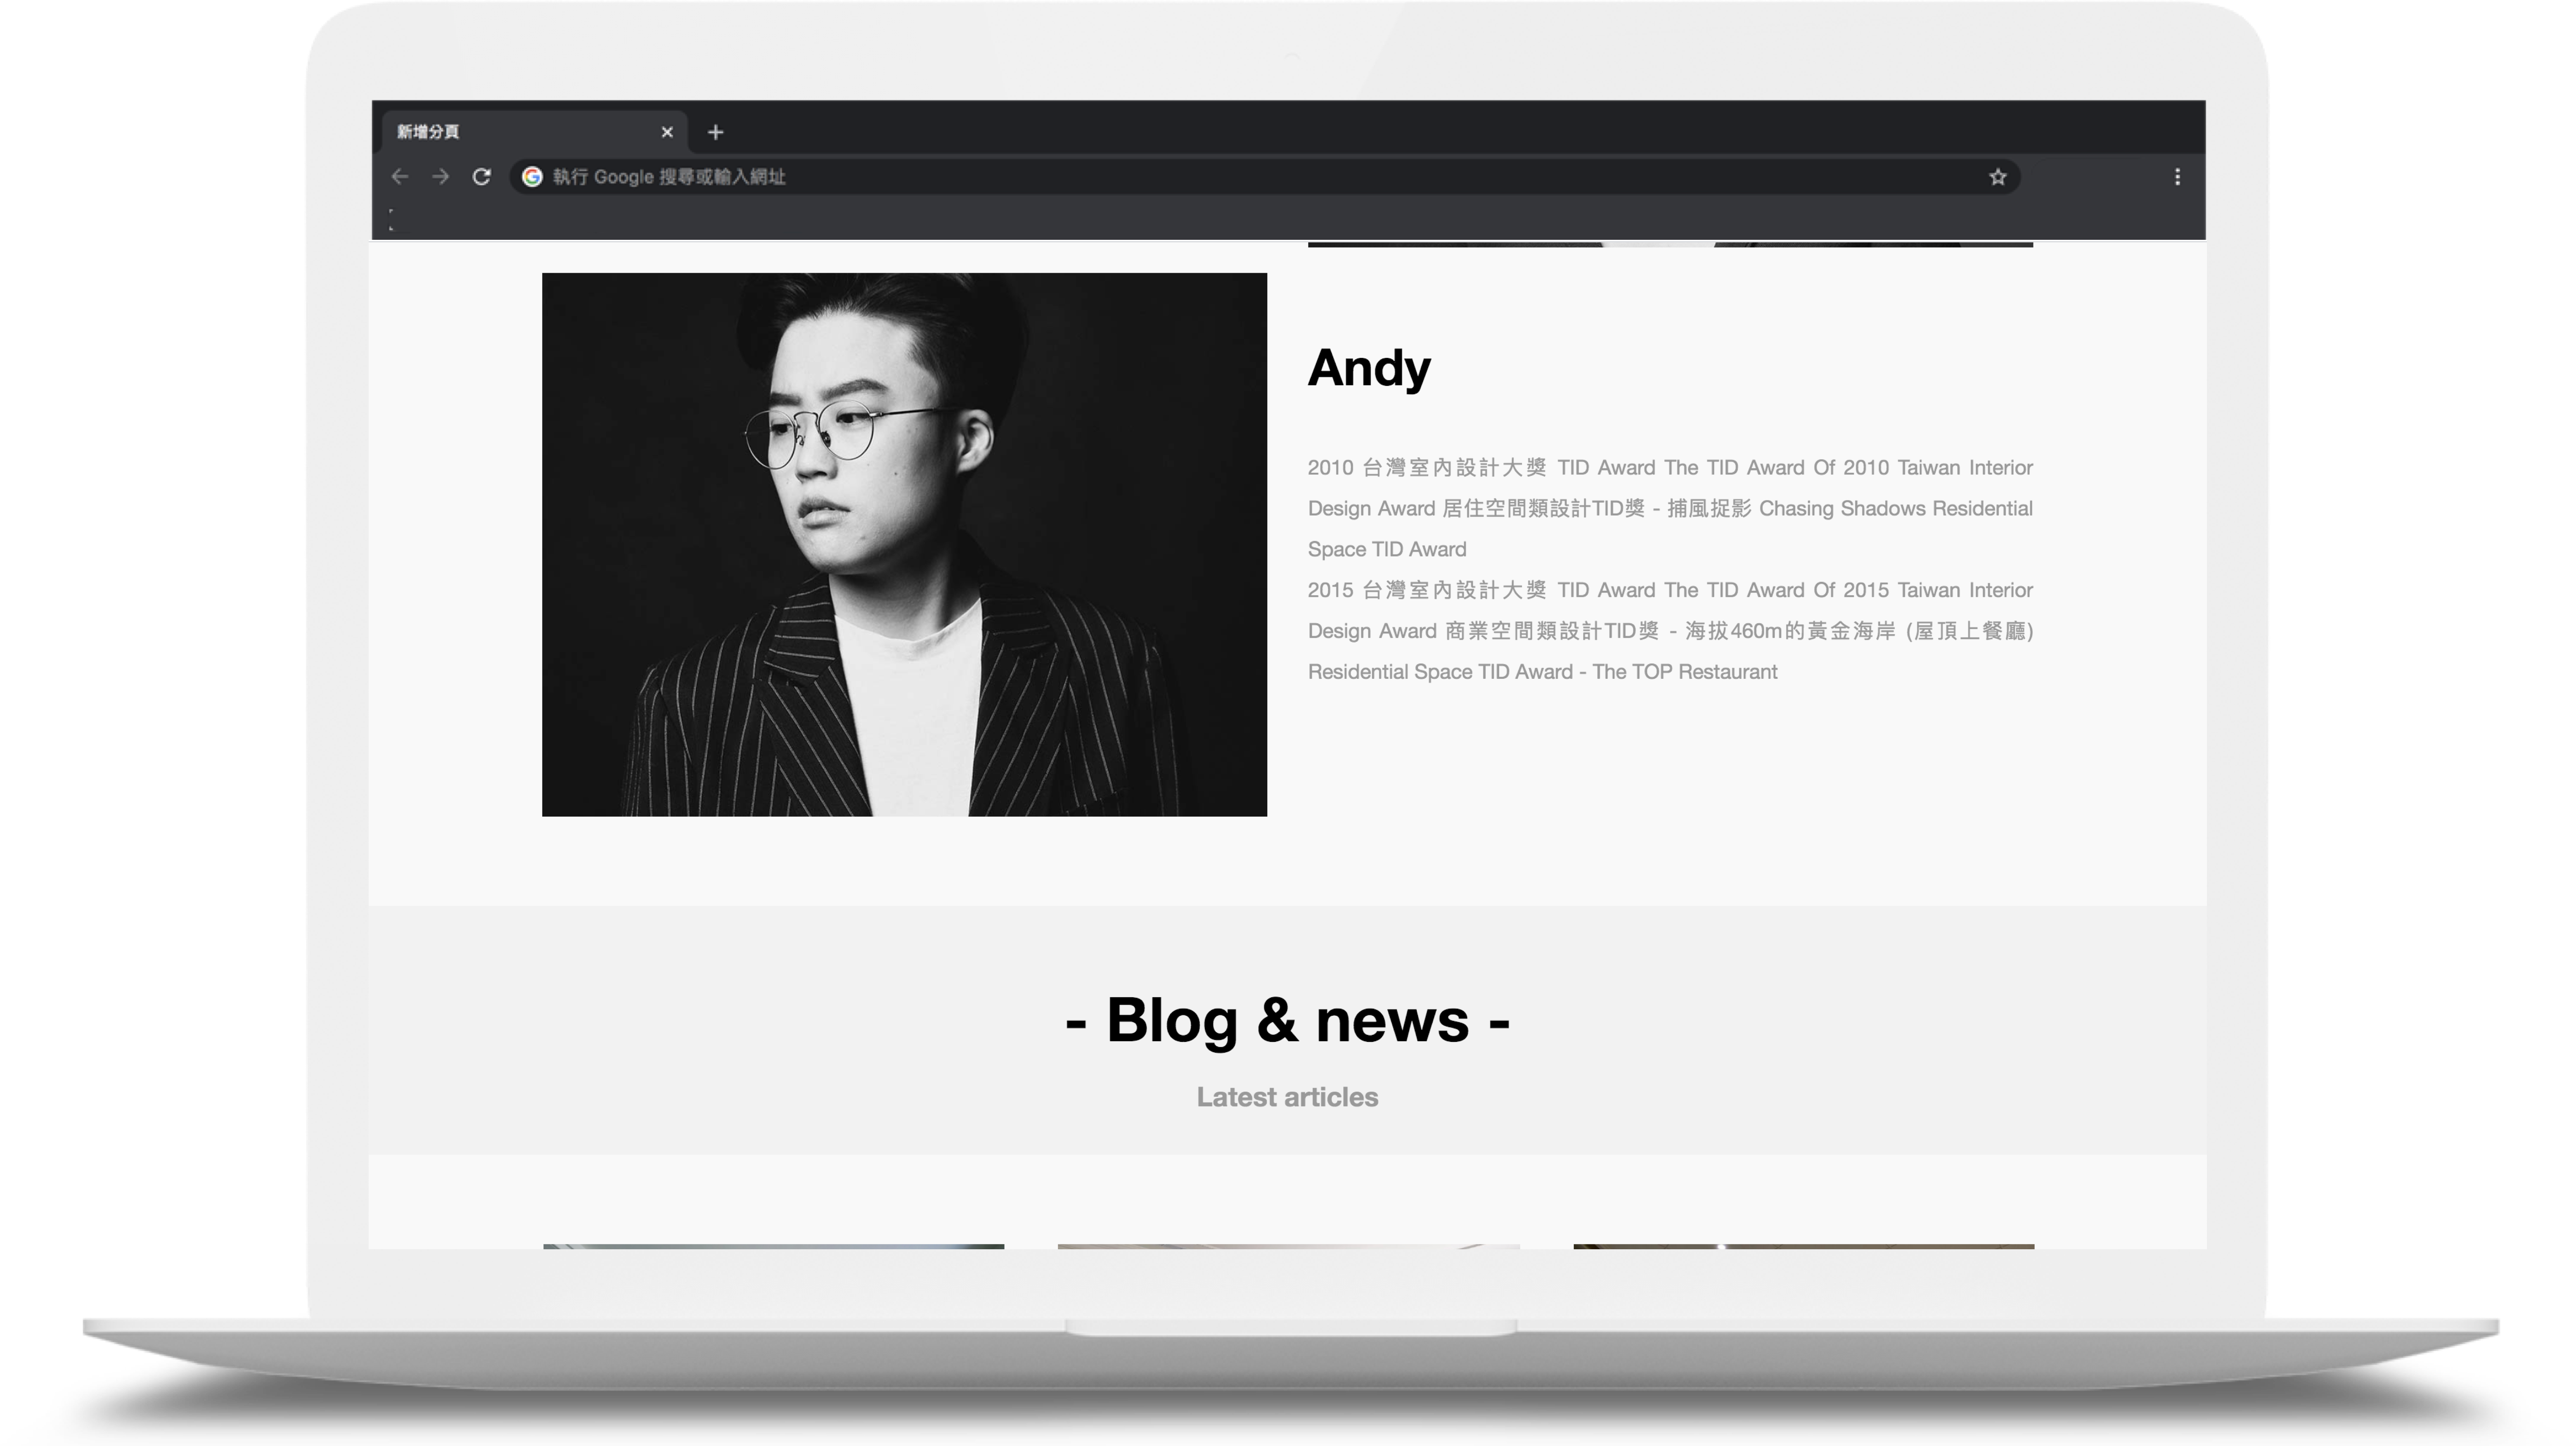 新增分頁
執行 Google 搜尋或輸入網址
Andy
2010 台灣室內設計大獎 TID Award The TID Award Of 2010 Taiwan Interior
Design Award 居住空間類設計TID獎 - 捕風捉影 Chasing Shadows Residential
Space TID Award
2015 台灣室內設計大獎 TID Award The TID Award Of 2015 Taiwan Interior
Design Award 商業空間類設計TID獎 - 海拔460m的黃金海岸 (屋頂上餐廳)
Residential Space TID Award - The TOP Restaurant
- Blog & news -
Latest articles